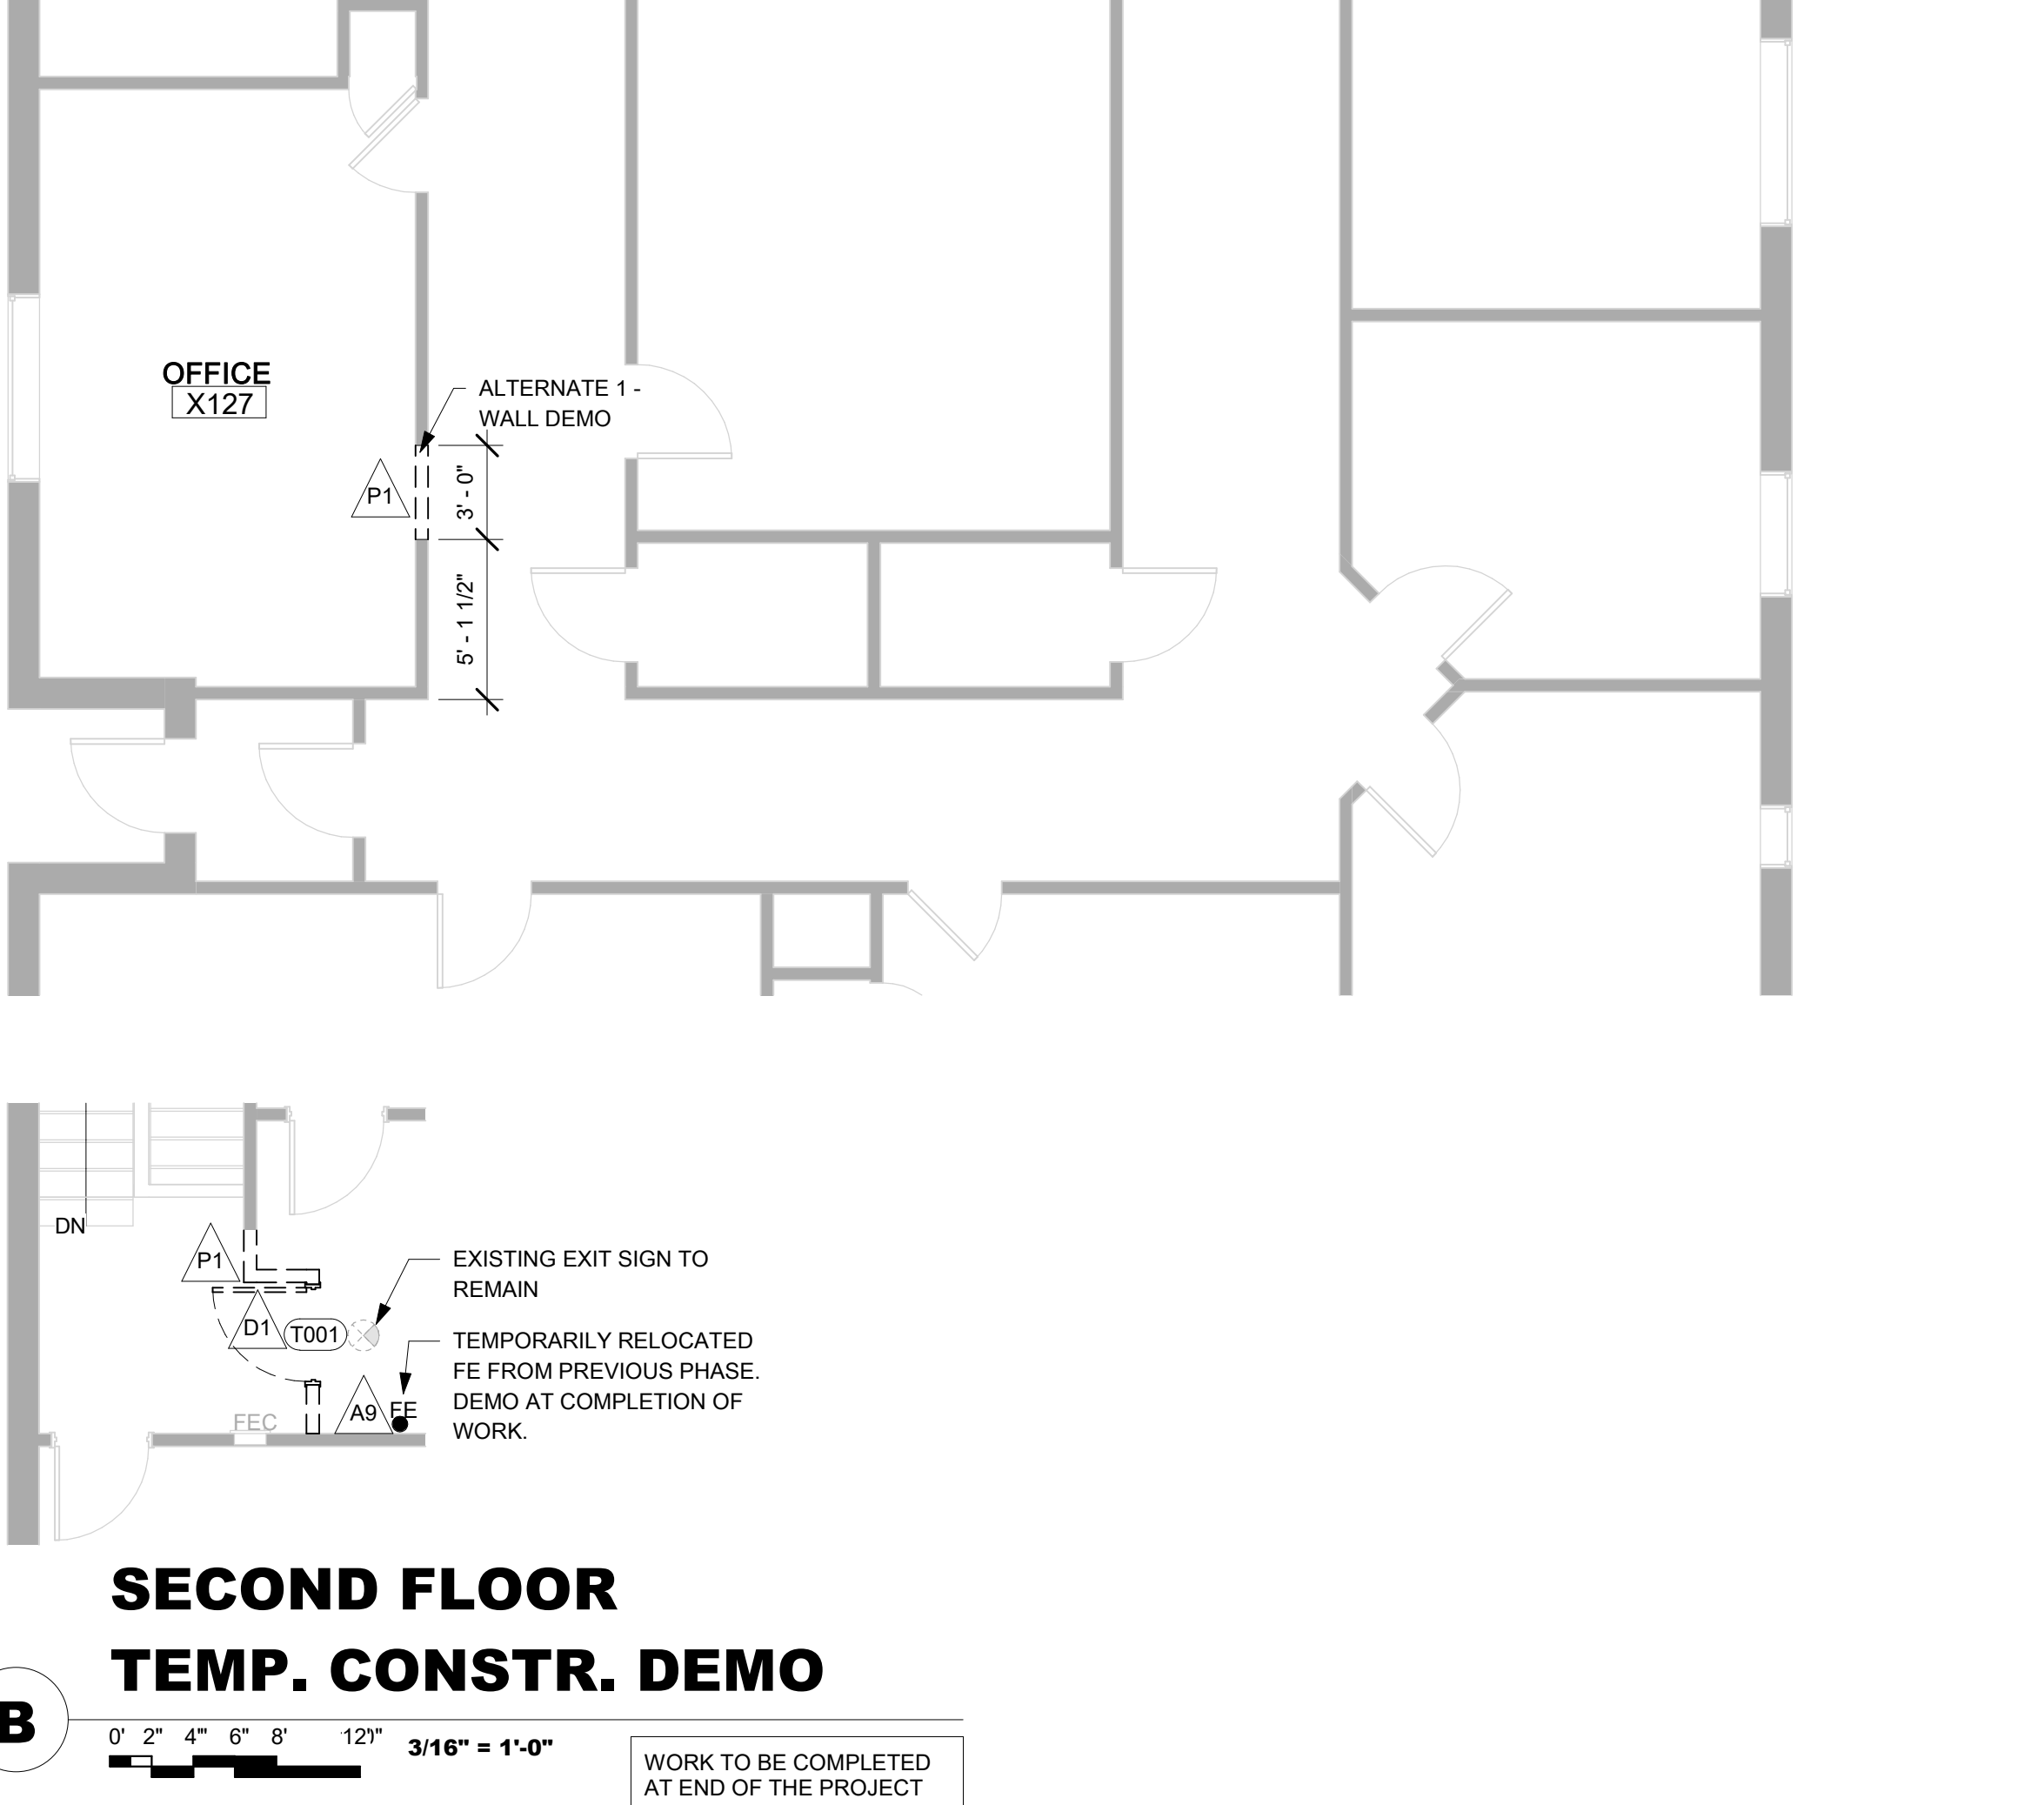 OFFICE
X127
ALTERNATE 1 -
WALL DEMO
P1
3' - 0"
5' - 1 1/2"
DN
P1
EXISTING EXIT SIGN TO
REMAIN
D1
T001
TEMPORARILY RELOCATED
FE FROM PREVIOUS PHASE.
DEMO AT COMPLETION OF
WORK.
A9
FE
FEC
SECOND FLOOR
TEMP. CONSTR. DEMO
B
0' 2" 4"' 6" 8' 12')"
3/16" = 1'-0"
WORK TO BE COMPLETED
AT END OF THE PROJECT